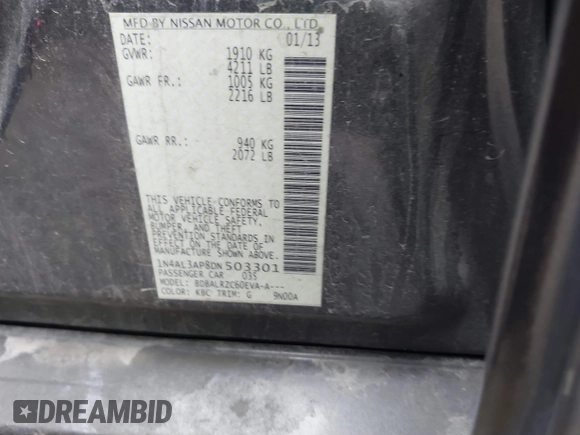 MFD BY NISSAN MOTOR CO., LTD.
DATE: 01/13
GVWR: 1910 KG
4211 LB
GAWR FR.: 1005 KG
2216 LB
GAWR RR.: 940 KG
2072 LB
THIS VEHICLE CONFORMS TO
ALL APPLICABLE FEDERAL
MOTOR VEHICLE SAFETY,
BUMPER, AND THEFT
PREVENTION STANDARDS IN
EFFECT ON THE DATE OF
MANUFACTURE SHOWN ABOVE.
1N4AL3AP8DN503301
PASSENGER CAR 035
MODEL: BDBALRZC60EVA-A---
COLOR: KBC TRIM: G 9N00A
DREAMBID